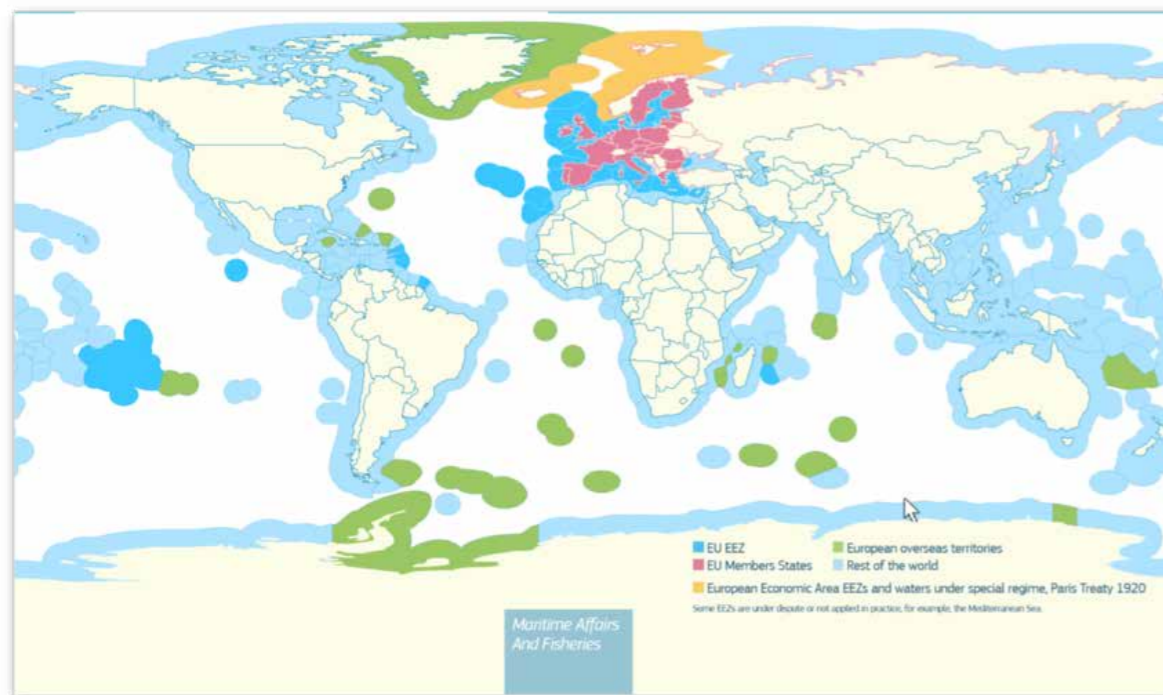 EU EEZ
European overseas territories
EU Members States
Rest of the world
European Economic Area EEZs and waters under special regime, Paris Treaty 1920
Some EEZs are under dispute or not applied in practice, for example, the Mediterranean Sea.
Maritime Affairs
And Fisheries